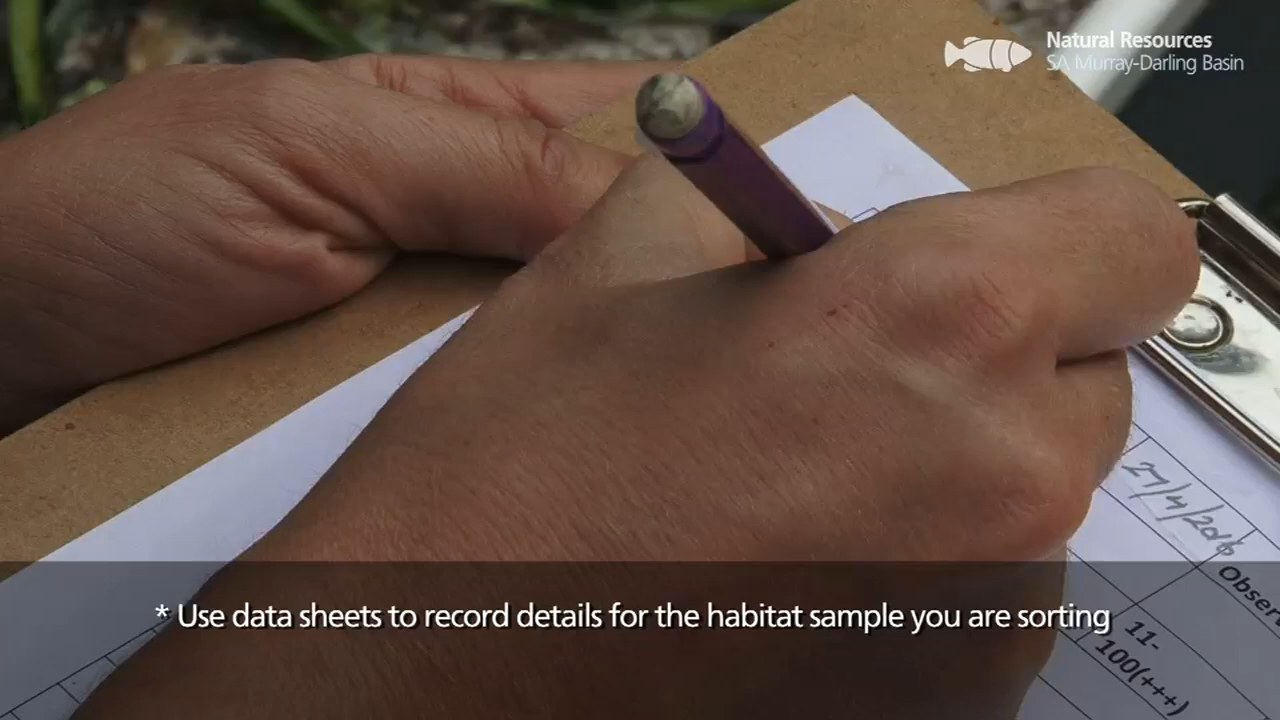 Natural Resources
SA Murray-Darling Basin
27/4/2016
Obser
11-
100(+++)
* Use data sheets to record details for the habitat sample you are sorting